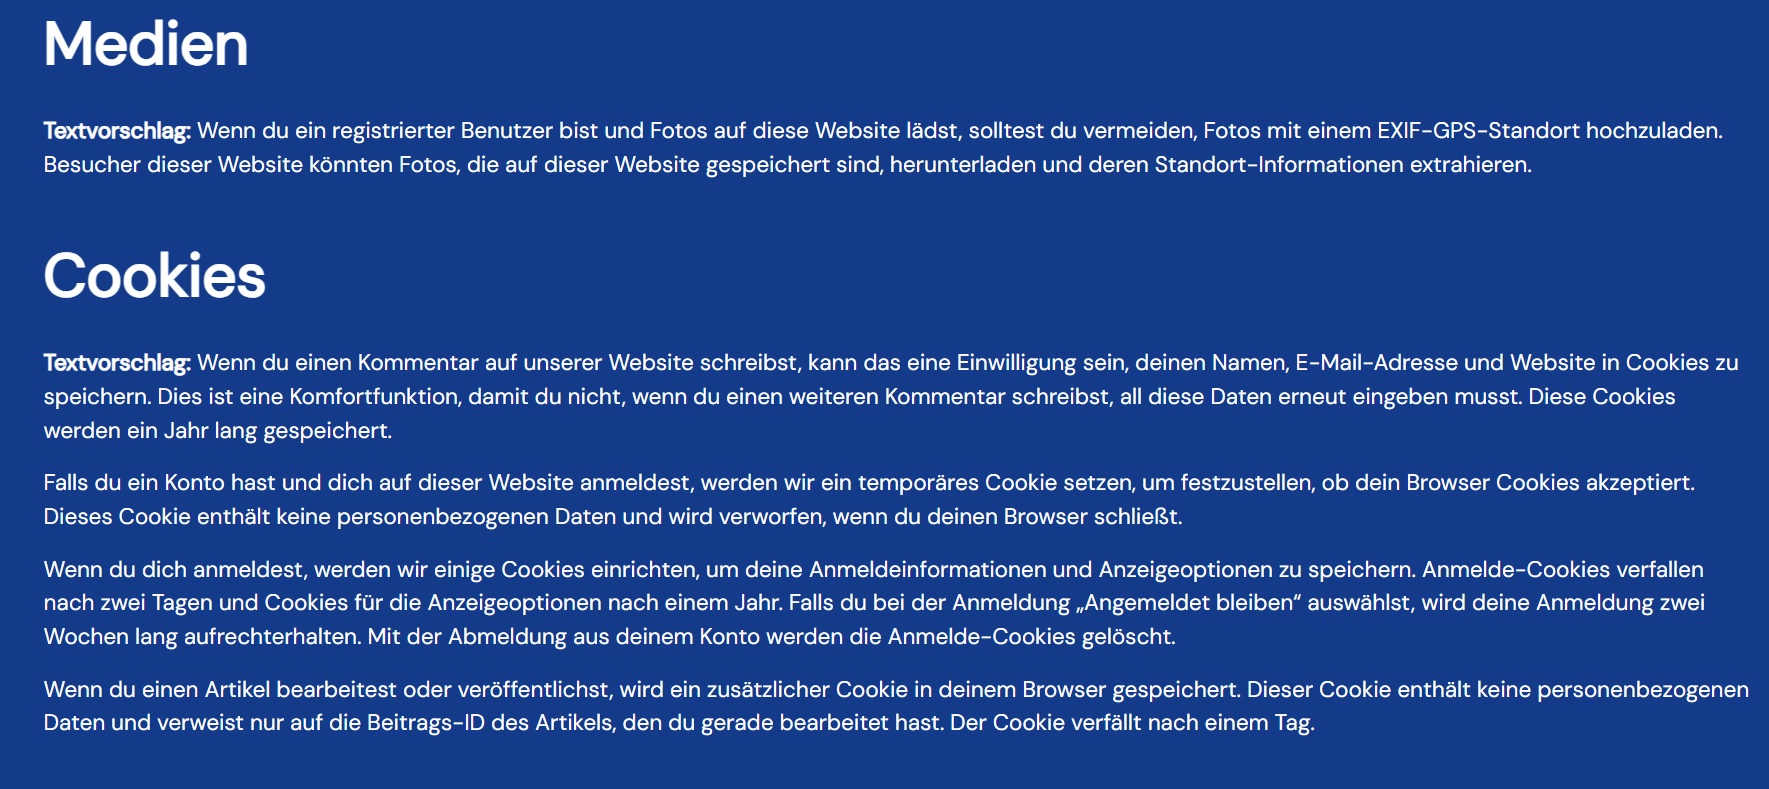 Medien
Textvorschlag: Wenn du ein registrierter Benutzer bist und Fotos auf diese Website lädst, solltest du vermeiden, Fotos mit einem EXIF-GPS-Standort hochzuladen.
Besucher dieser Website könnten Fotos, die auf dieser Website gespeichert sind, herunterladen und deren Standort-Informationen extrahieren.
Cookies
Textvorschlag: Wenn du einen Kommentar auf unserer Website schreibst, kann das eine Einwilligung sein, deinen Namen, E-Mail-Adresse und Website in Cookies zu
speichern. Dies ist eine Komfortfunktion, damit du nicht, wenn du einen weiteren Kommentar schreibst, all diese Daten erneut eingeben musst. Diese Cookies
werden ein Jahr lang gespeichert.
Falls du ein Konto hast und dich auf dieser Website anmeldest, werden wir ein temporäres Cookie setzen, um festzustellen, ob dein Browser Cookies akzeptiert.
Dieses Cookie enthält keine personenbezogenen Daten und wird verworfen, wenn du deinen Browser schließt.
Wenn du dich anmeldest, werden wir einige Cookies einrichten, um deine Anmeldeinformationen und Anzeigeoptionen zu speichern. Anmelde-Cookies verfallen
nach zwei Tagen und Cookies für die Anzeigeoptionen nach einem Jahr. Falls du bei der Anmeldung „Angemeldet bleiben“ auswählst, wird deine Anmeldung zwei
Wochen lang aufrechterhalten. Mit der Abmeldung aus deinem Konto werden die Anmelde-Cookies gelöscht.
Wenn du einen Artikel bearbeitest oder veröffentlichst, wird ein zusätzlicher Cookie in deinem Browser gespeichert. Dieser Cookie enthält keine personenbezogenen
Daten und verweist nur auf die Beitrags-ID des Artikels, den du gerade bearbeitet hast. Der Cookie verfällt nach einem Tag.